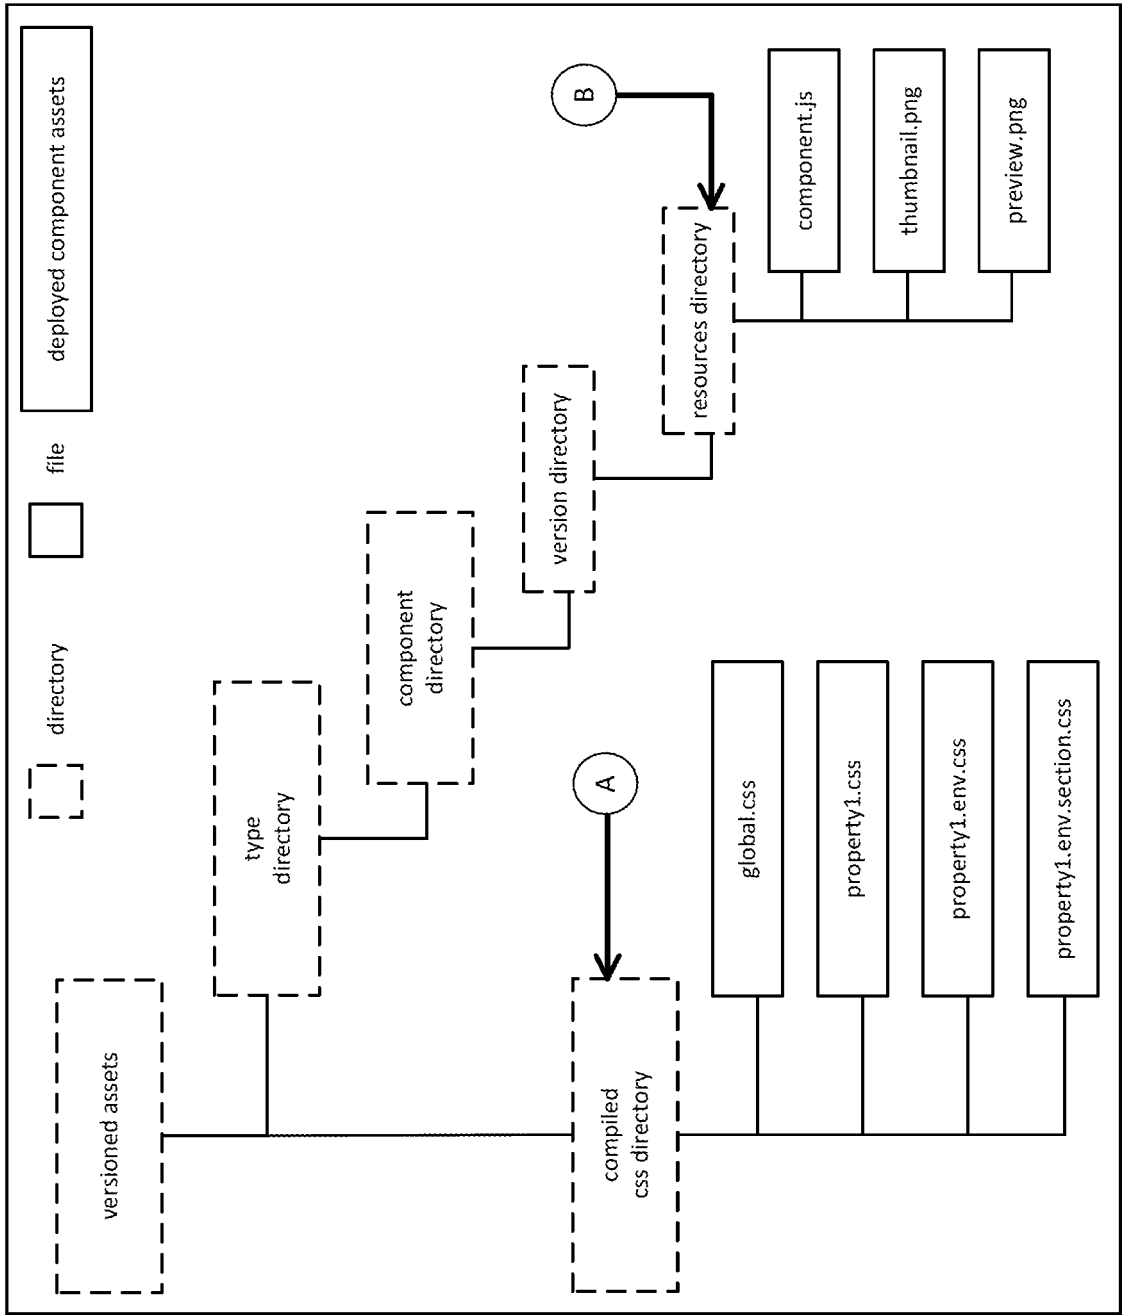 directory
file
deployed component assets
versioned assets
type
directory
component
directory
version directory
resources directory
B
component.js
thumbnail.png
preview.png
A
compiled
css directory
global.css
property1.css
property1.env.css
property1.env.section.css